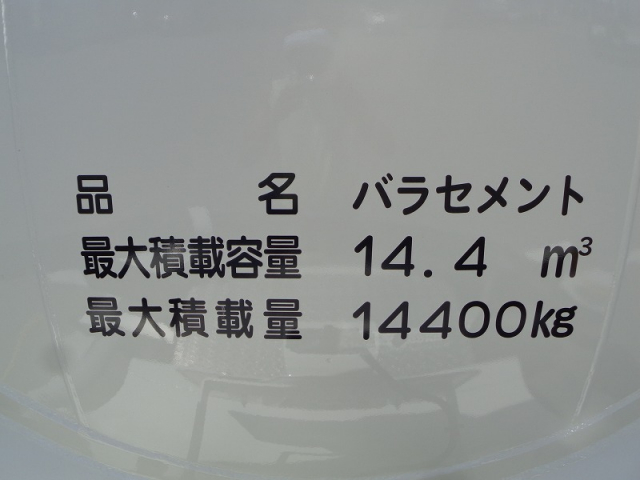 品名 バラセメント
最大積載容量 14.4 m³
最大積載量 14400kg